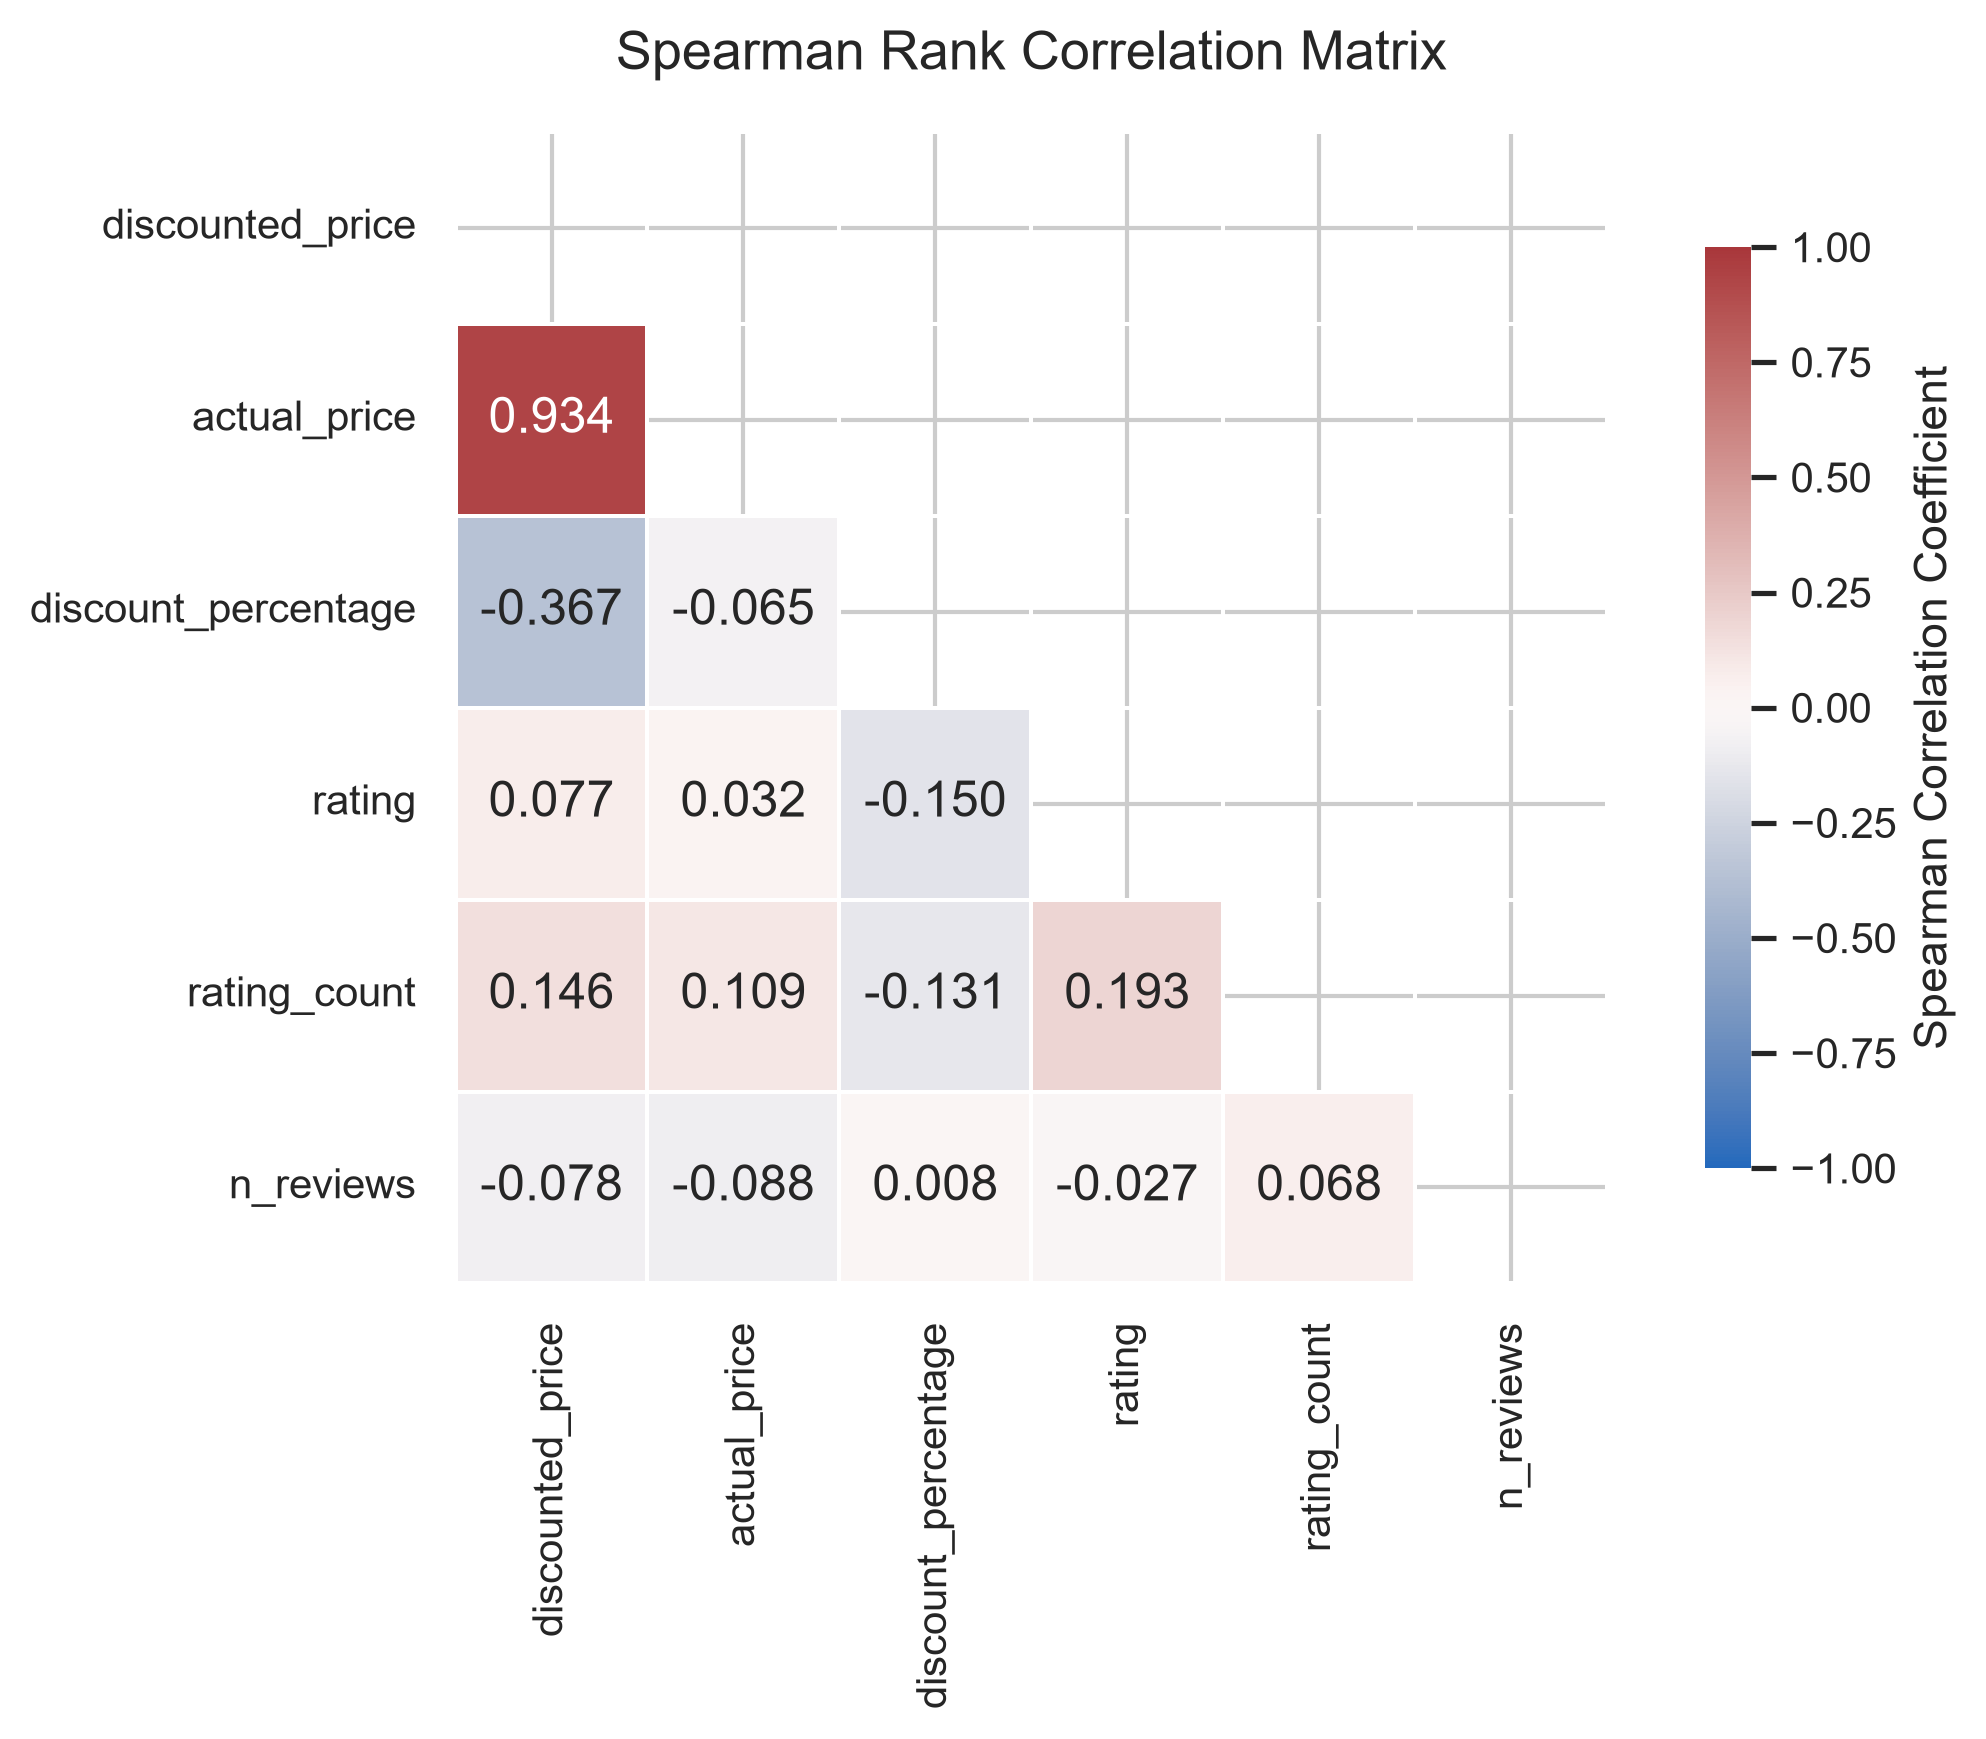 Spearman Rank Correlation Matrix
discounted_price
actual_price
0.934
discount_percentage
-0.367 -0.065
rating
0.077 0.032 -0.150
rating_count
0.146 0.109 -0.131 0.193
n_reviews
-0.078 -0.088 0.008 -0.027 0.068
discounted_price
actual_price
discount_percentage
rating
rating_count
n_reviews
1.00
0.75
0.50
0.25
0.00
−0.25
−0.50
−0.75
−1.00
Spearman Correlation Coefficient